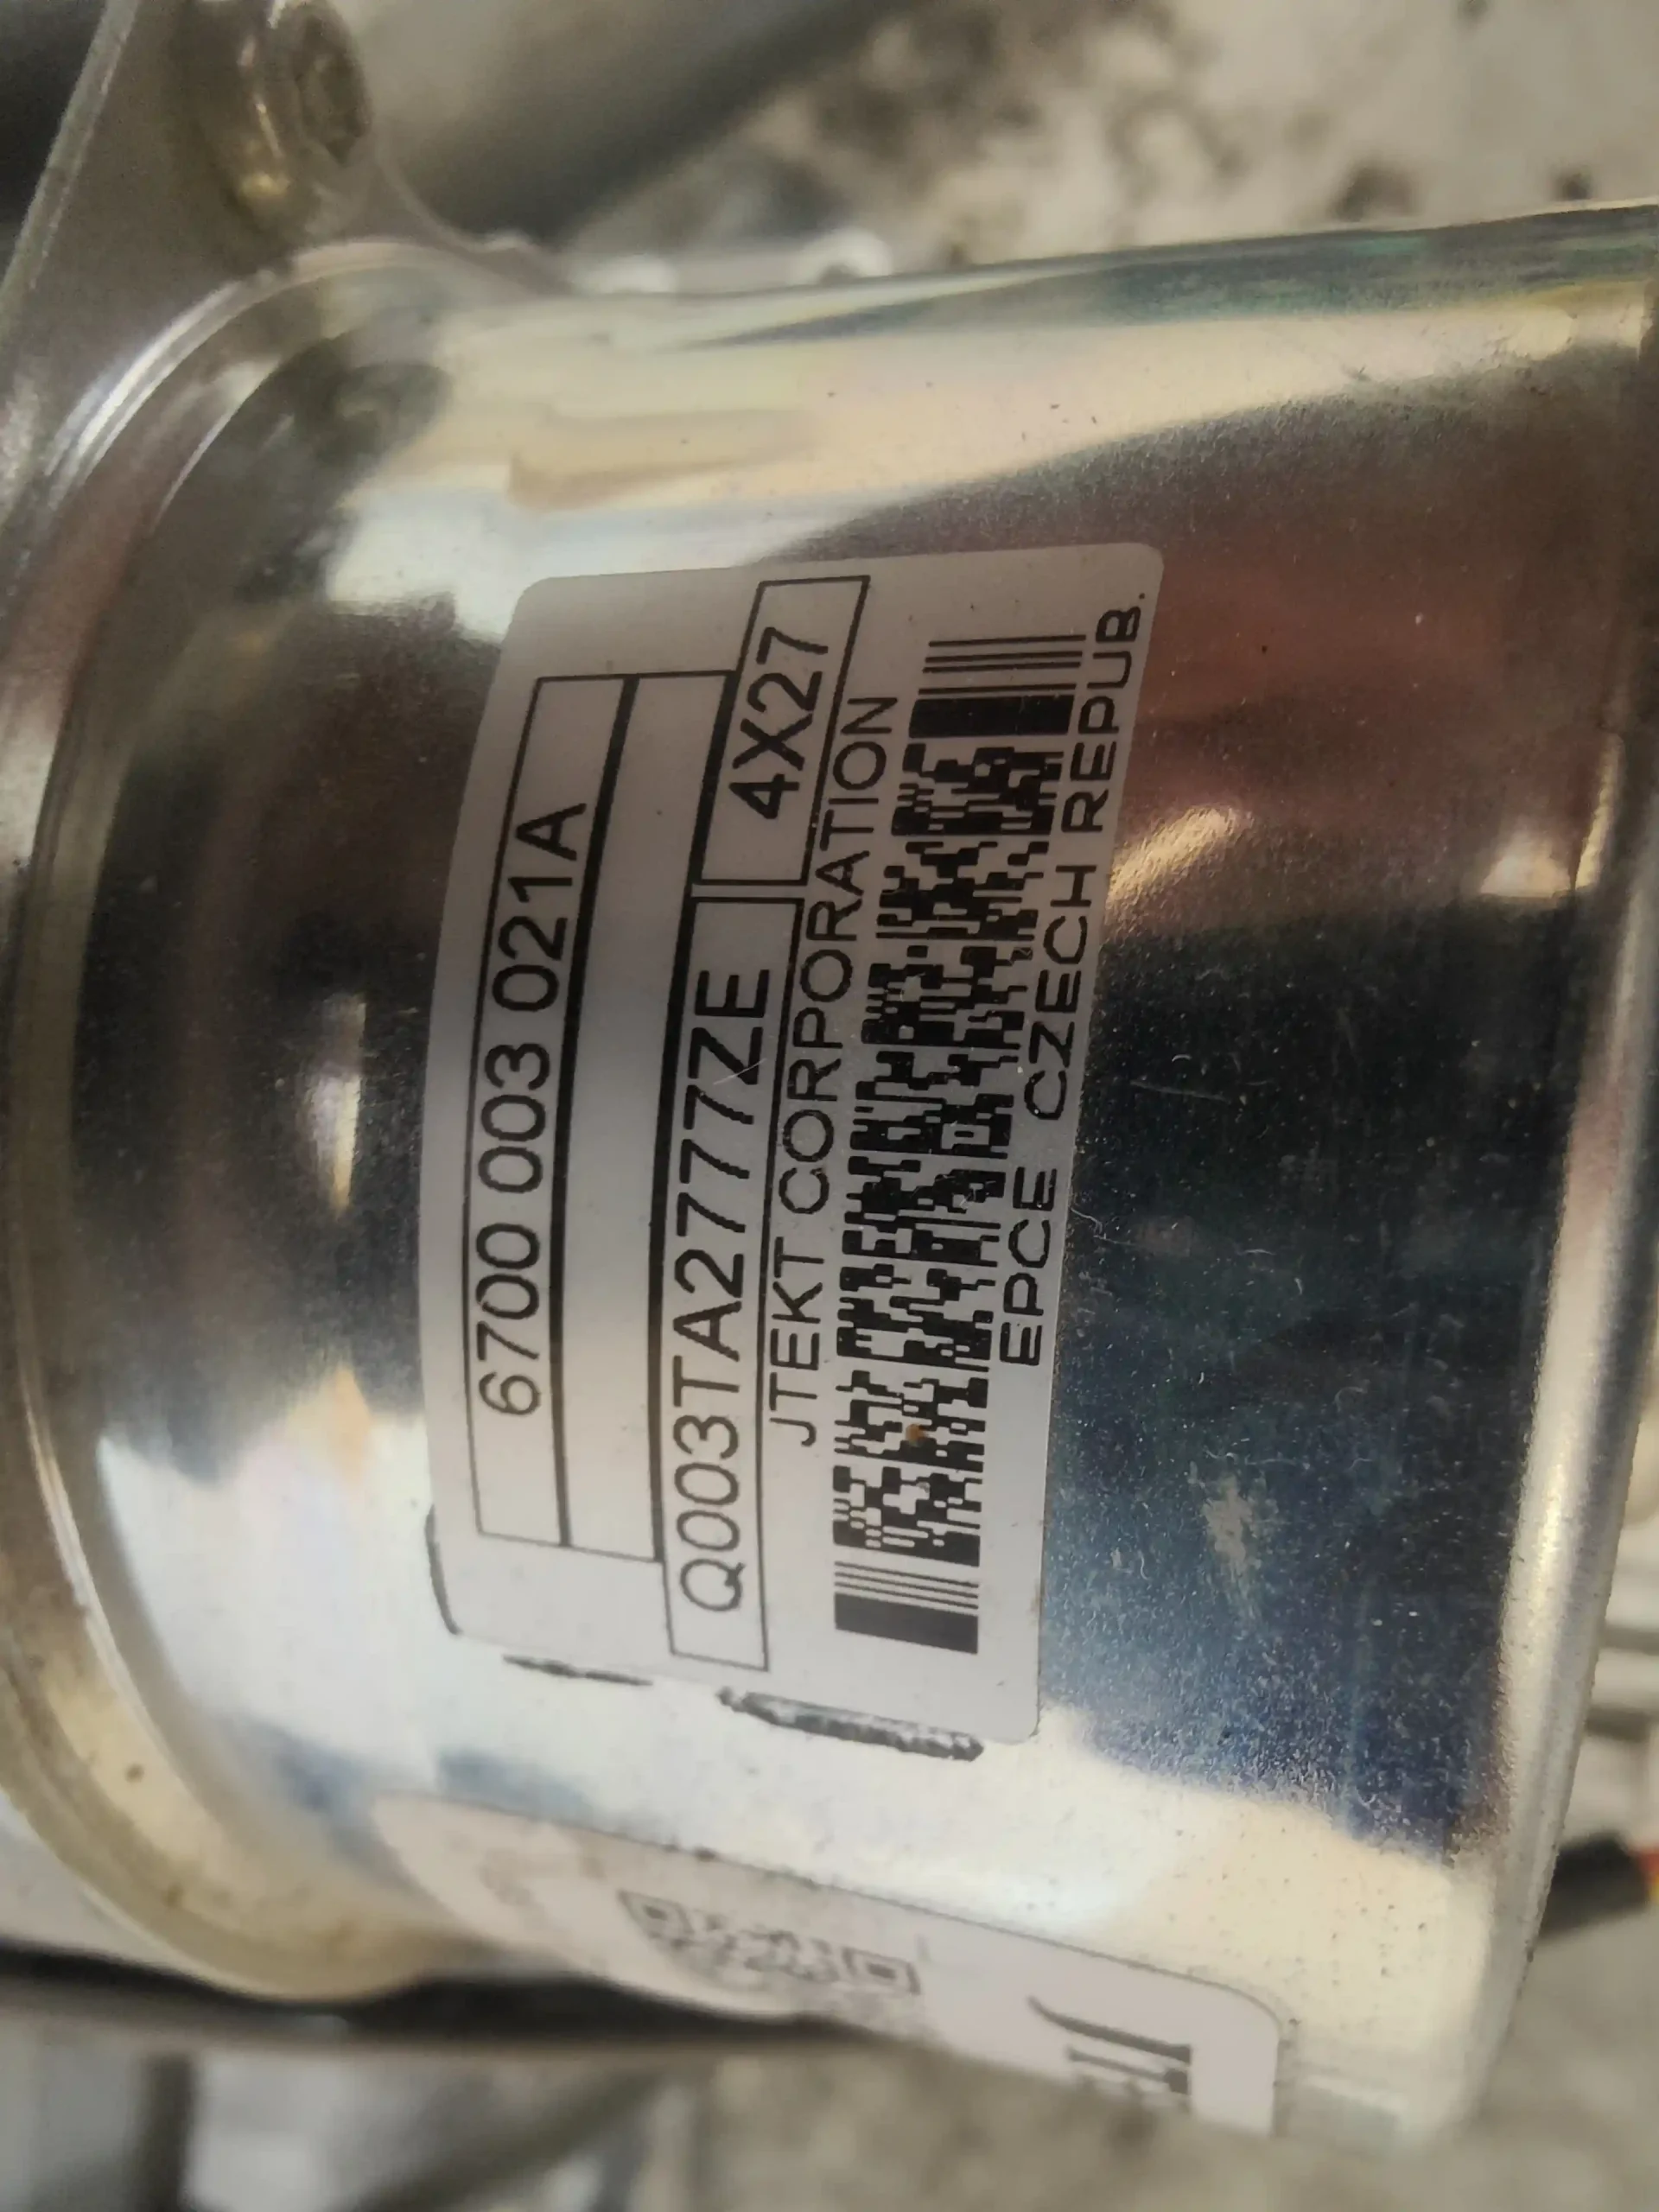 6700 003 021A
Q003TA2777ZE 4X27
JTEKT CORPORATION
EPCE CZECH REPUB.